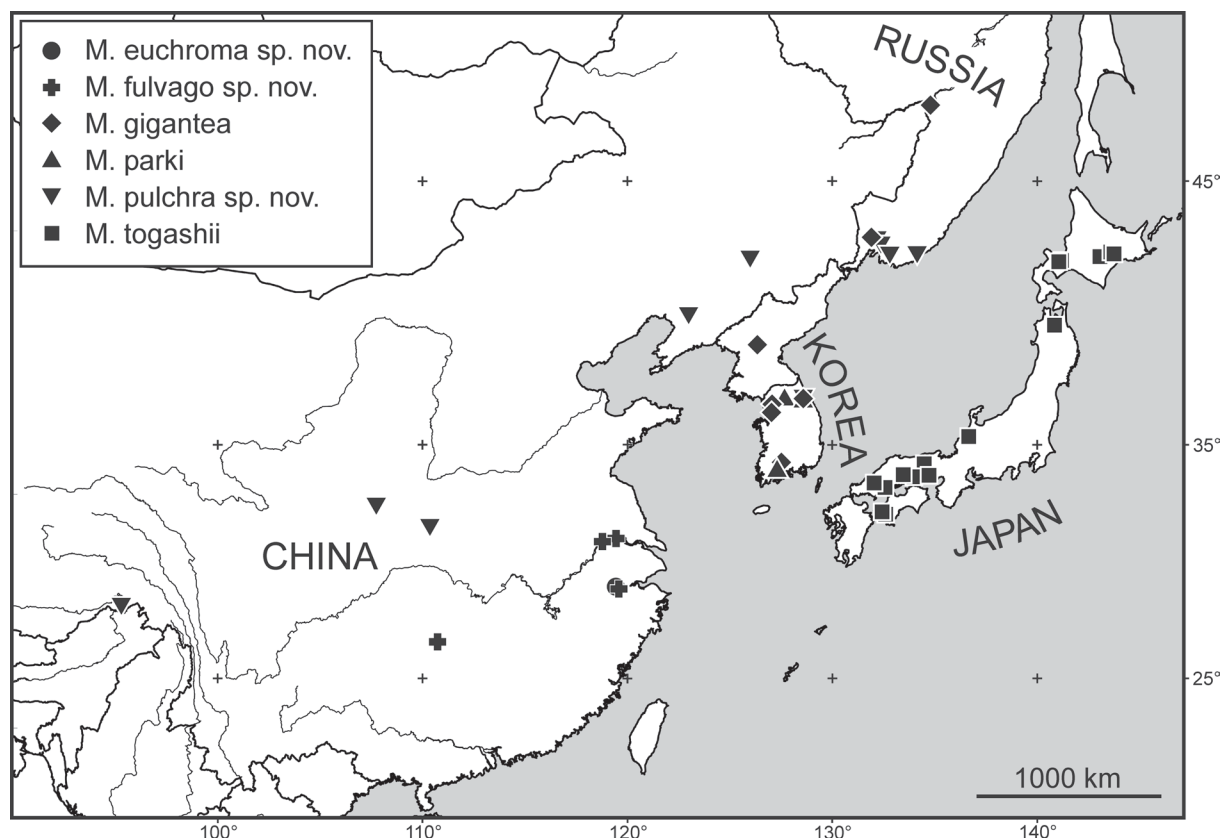 M. euchroma sp. nov.
M. fulvago sp. nov.
M. gigantea
M. parki
M. pulchra sp. nov.
M. togashii
RUSSIA
45°
KOREA
35°
JAPAN
CHINA
25°
1000 km
100°
110°
120°
130°
140°